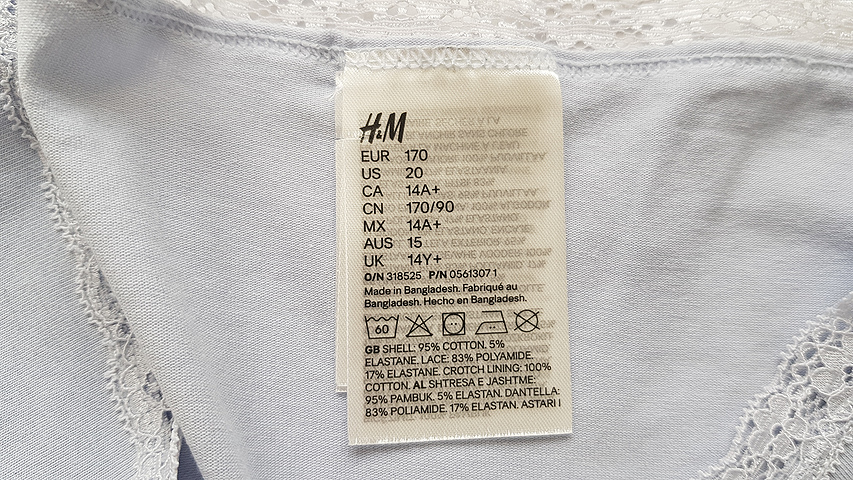 H&M
EUR 170
US 20
CA 14A+
CN 170/90
MX 14A+
AUS 15
UK 14Y+
O/N 318525 P/N 0561307 1
Made in Bangladesh. Fabriqué au
Bangladesh. Hecho en Bangladesh.
60
GB SHELL: 95% COTTON. 5%
ELASTANE. LACE: 83% POLYAMIDE.
17% ELASTANE. CROTCH LINING: 100%
COTTON. AL SHTRESA E JASHTME:
95% PAMBUK. 5% ELASTAN. DANTELLA:
83% POLIAMIDE. 17% ELASTAN. ASTARI I